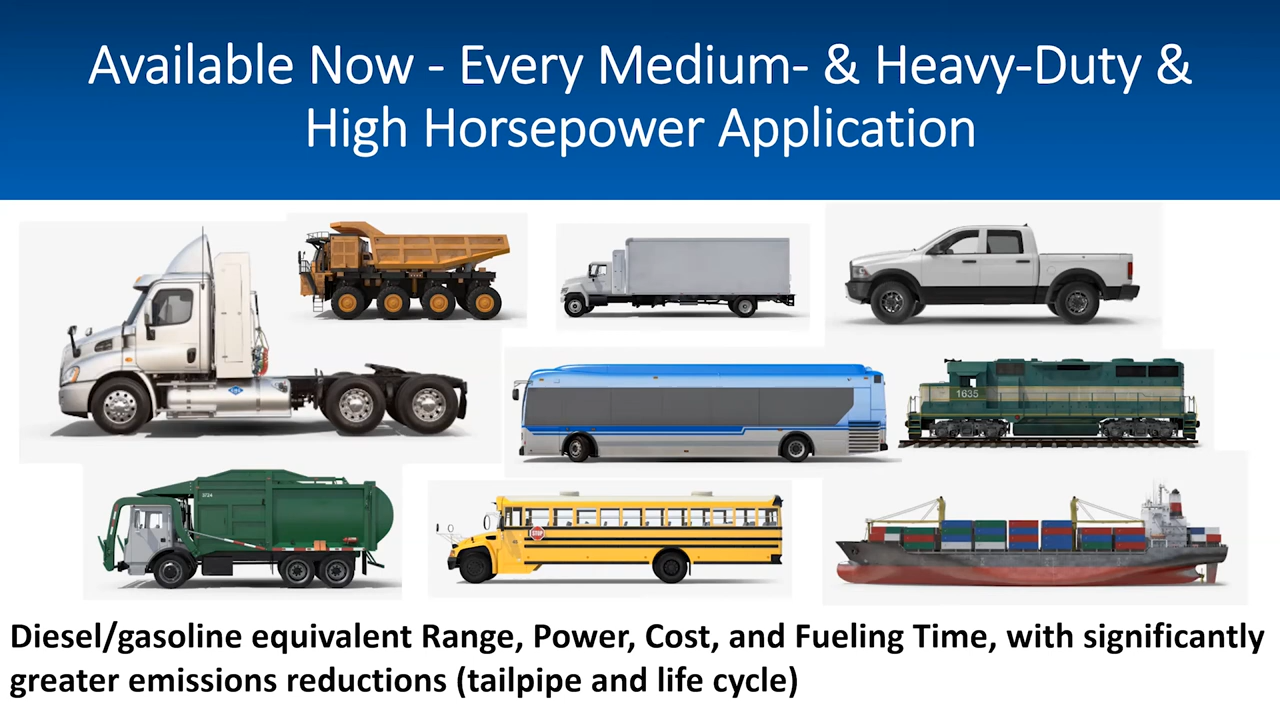 Available Now - Every Medium- & Heavy-Duty &
High Horsepower Application
1635
3124
STOP
Diesel/gasoline equivalent Range, Power, Cost, and Fueling Time, with significantly
greater emissions reductions (tailpipe and life cycle)